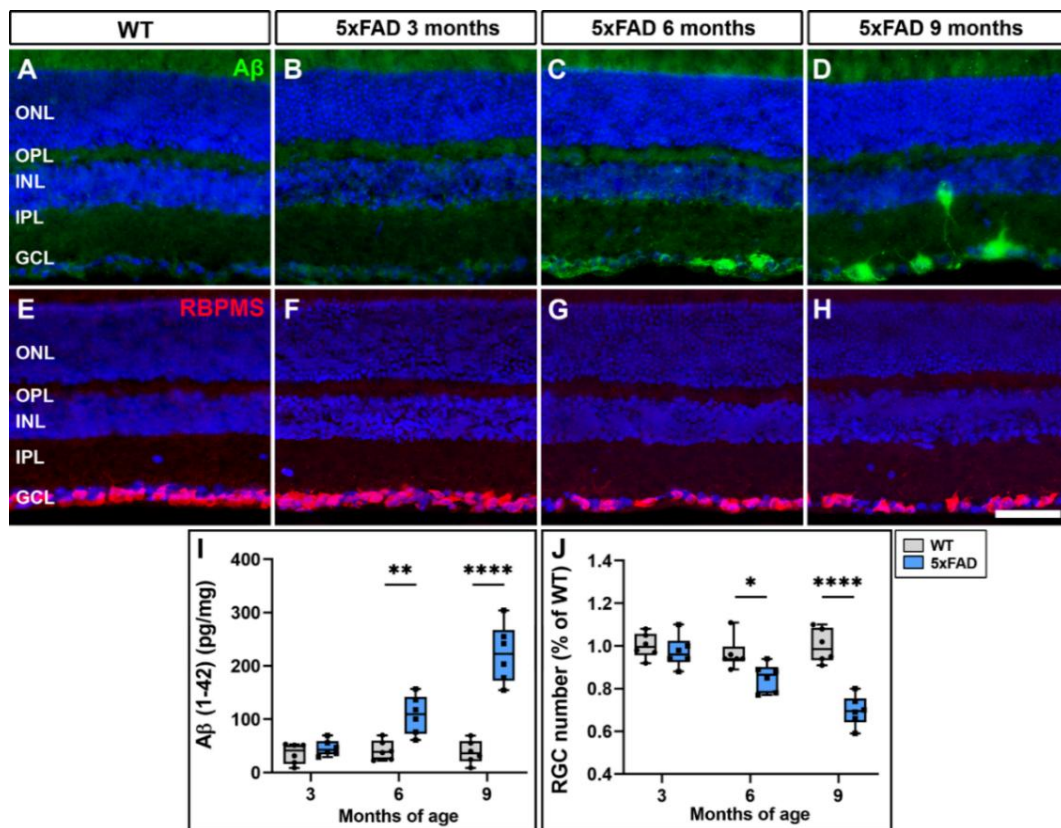 WT
5xFAD 3 months
5xFAD 6 months
5xFAD 9 months
A
Aβ
B
C
D
ONL
OPL
INL
IPL
GCL
E
RBPMS
F
G
H
ONL
OPL
INL
IPL
GCL
I
Aβ (1-42) (pg/mg)
400
300
200
100
0
**
****
3
6
9
Months of age
J
RGC number (% of WT)
1.4
1.2
1.0
0.8
0.6
0.4
*
****
3
6
9
Months of age
WT
5xFAD